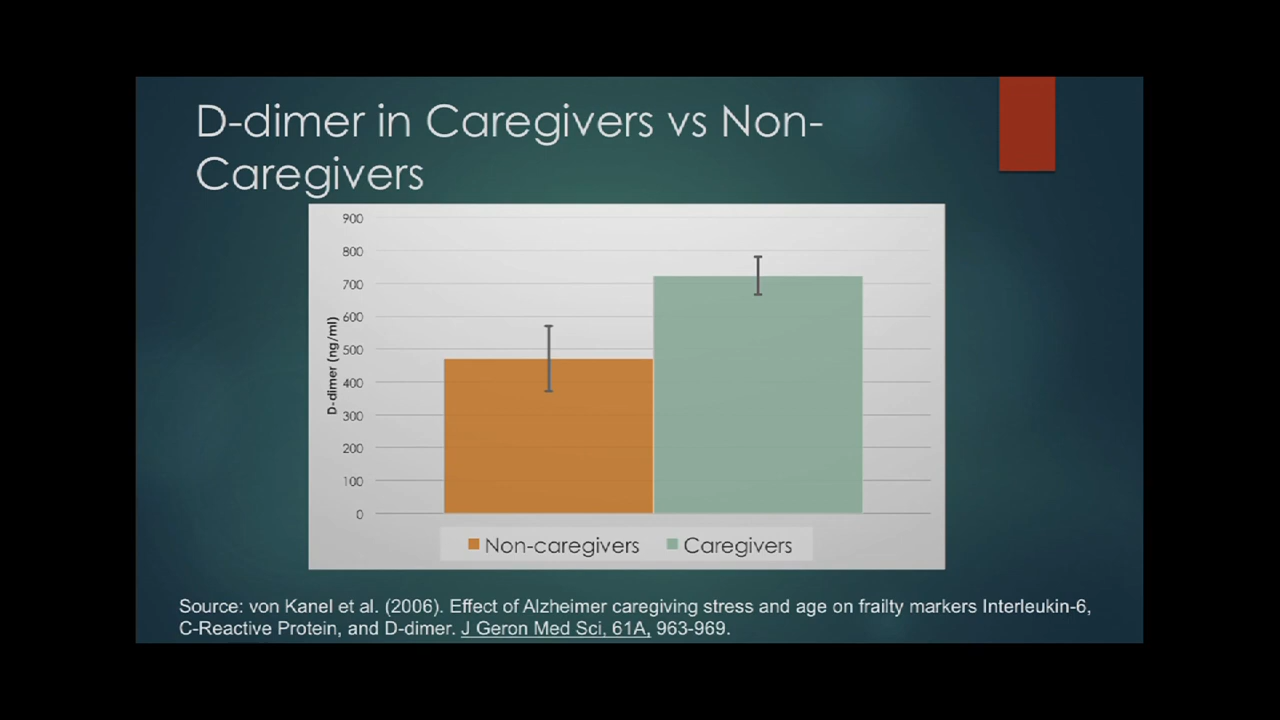 D-dimer in Caregivers vs Non-
Caregivers
900
800
700
600
500
400
300
200
100
0
D-dimer (ng/ml)
Non-caregivers
Caregivers
Source: von Kanel et al. (2006). Effect of Alzheimer caregiving stress and age on frailty markers Interleukin-6,
C-Reactive Protein, and D-dimer. J Geron Med Sci, 61A, 963-969.